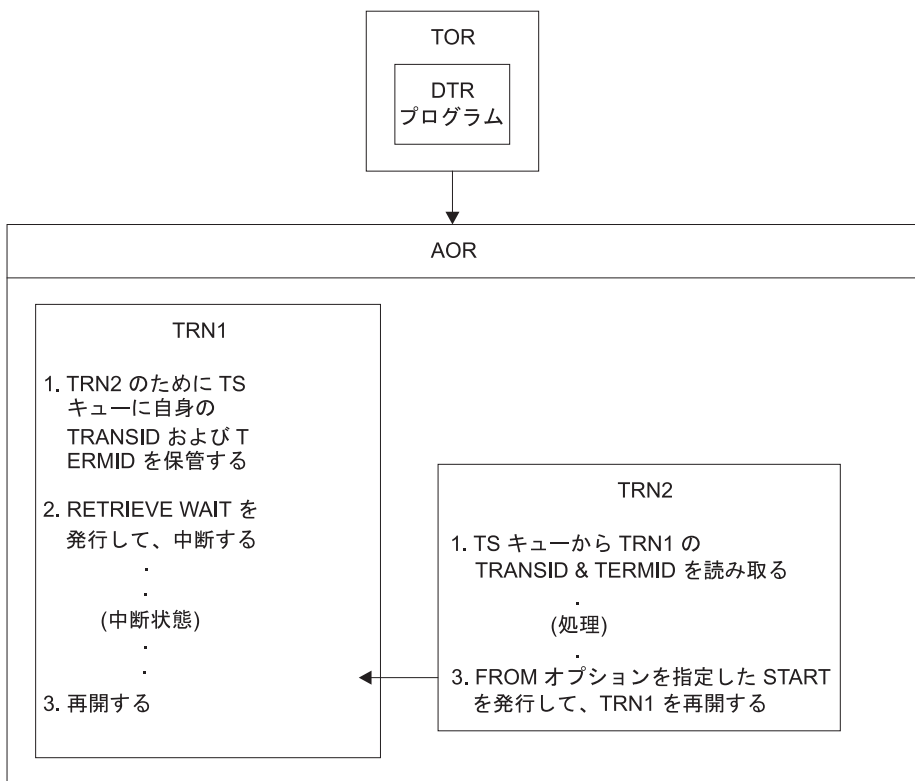 TOR
DTR
プログラム
AOR
TRN1
1. TRN2 のために TS
キューに自身の
TRANSID および T
ERMID を保管する
2. RETRIEVE WAIT を
発行して、中断する
.
.
(中断状態)
.
.
3. 再開する
TRN2
1. TS キューから TRN1 の
TRANSID & TERMID を読み取る
.
(処理)
.
3. FROM オプションを指定した START
を発行して、TRN1 を再開する